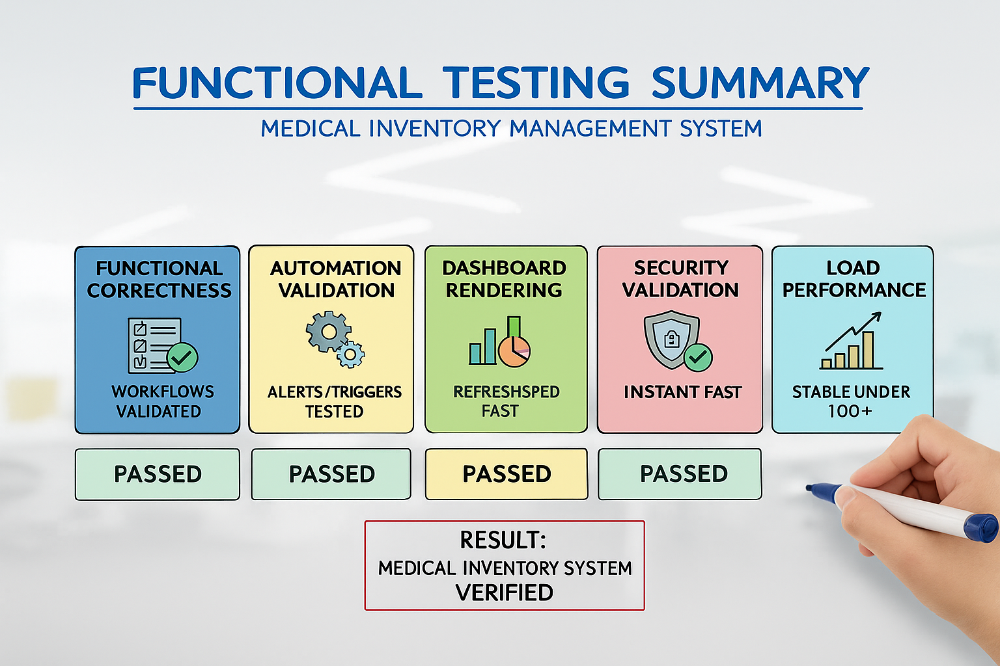 FUNCTIONAL TESTING SUMMARY
MEDICAL INVENTORY MANAGEMENT SYSTEM
FUNCTIONAL
CORRECTNESS
WORKFLOWS
VALIDATED
AUTOMATION
VALIDATION
ALERTS/TRIGGERS
TESTED
DASHBOARD
RENDERING
REFRESHSPED
FAST
SECURITY
VALIDATION
INSTANT FAST
LOAD
PERFORMANCE
STABLE UNDER
100+
PASSED
PASSED
PASSED
PASSED
RESULT:
MEDICAL INVENTORY SYSTEM
VERIFIED